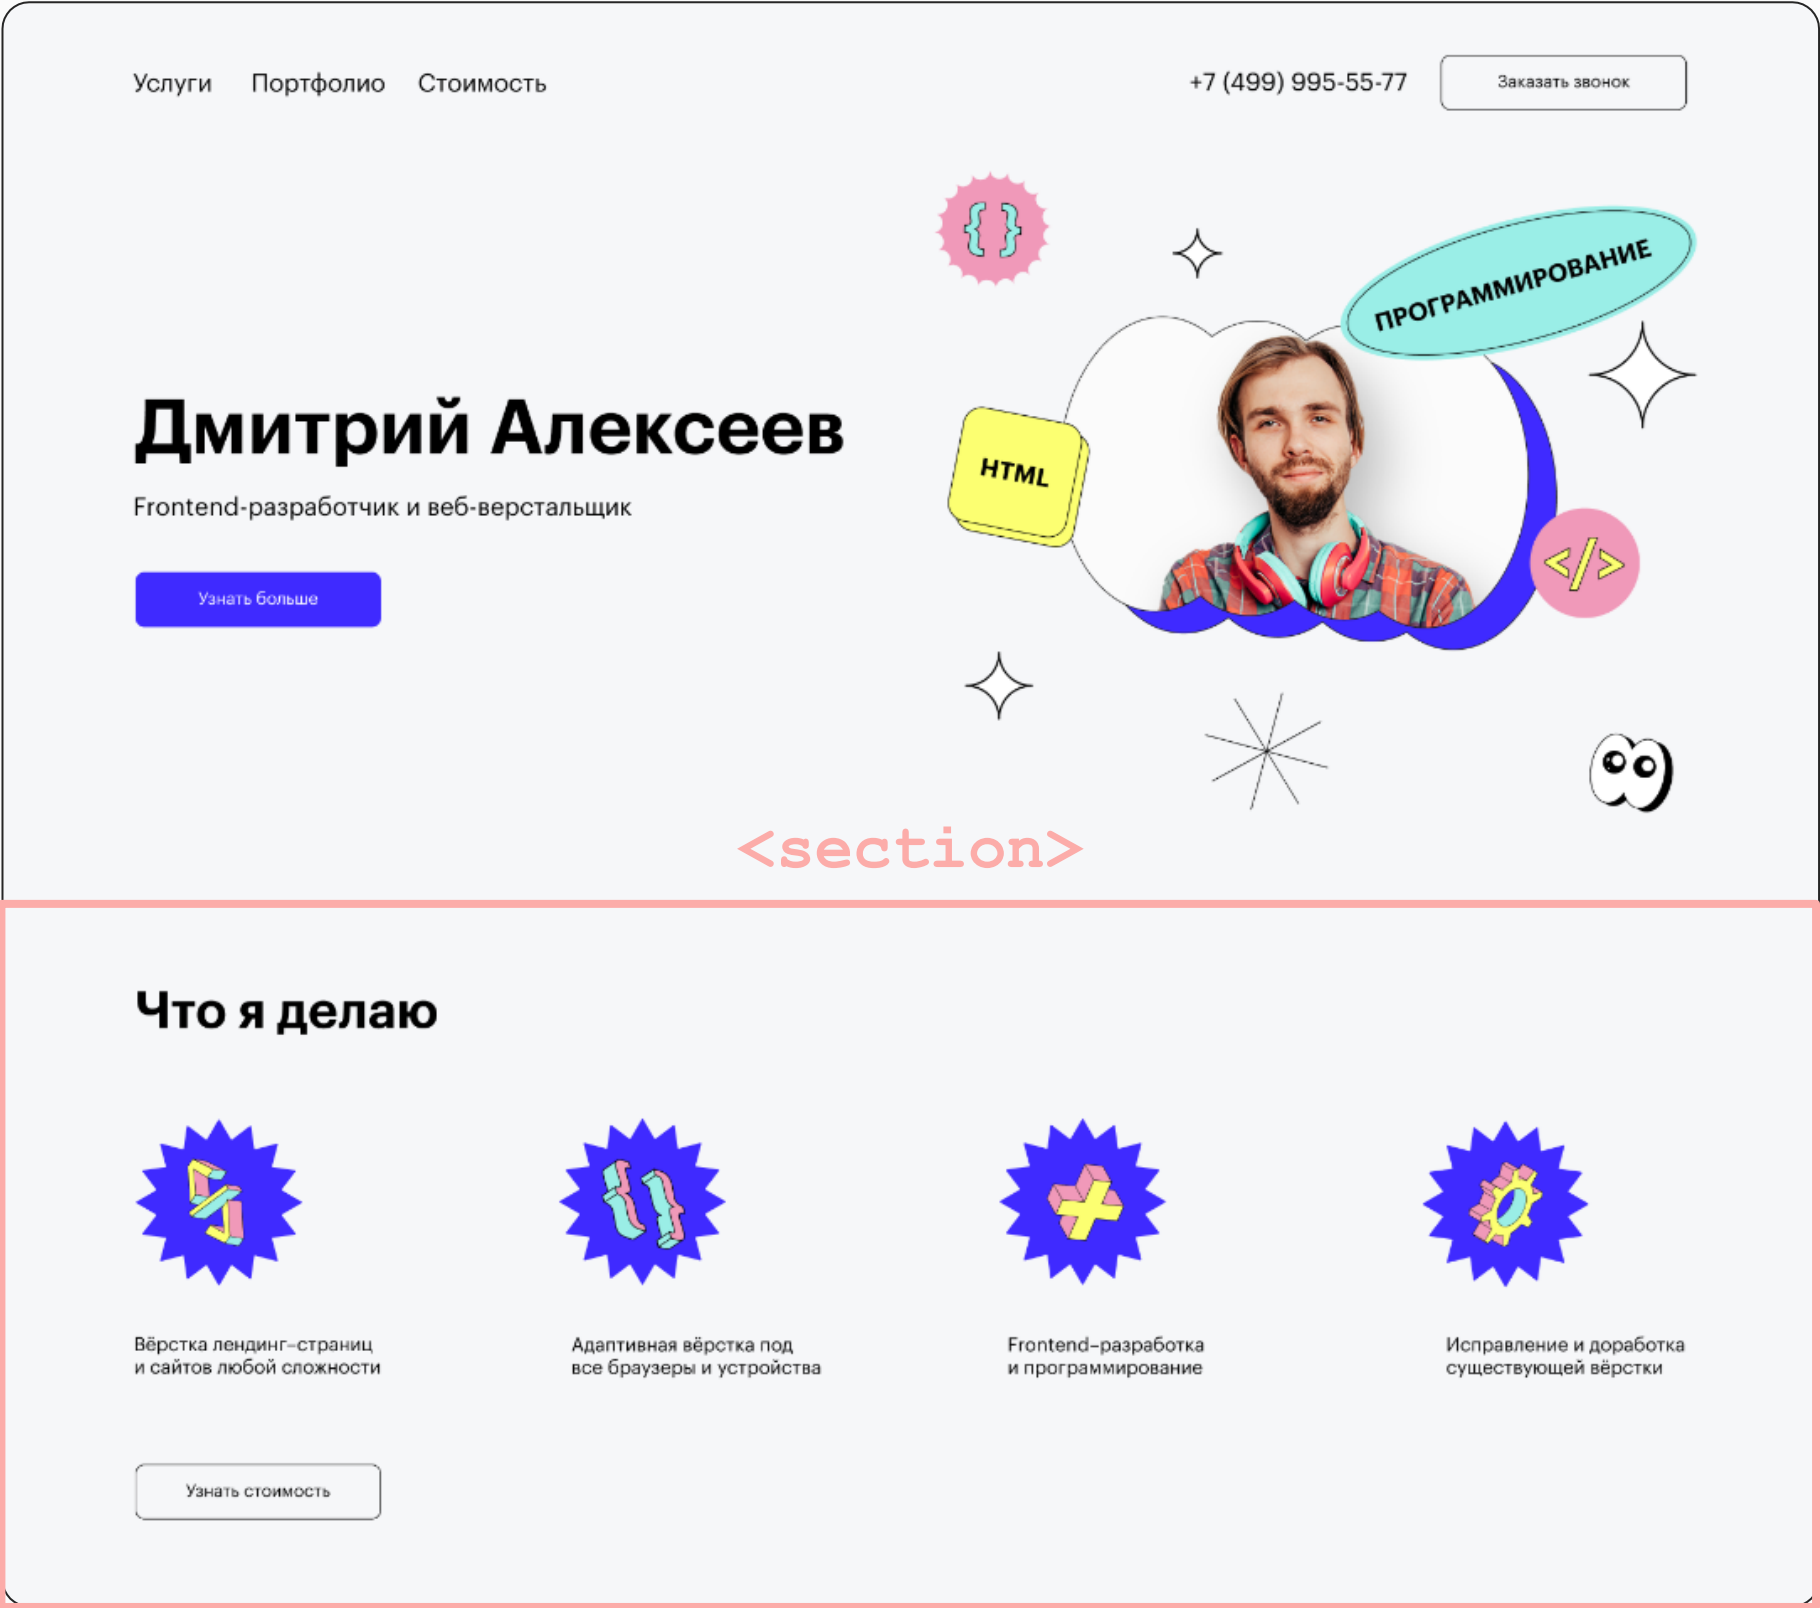 Услуги Портфолио Стоимость +7 (499) 995-55-77 Заказать звонок
{ }
ПРОГРАММИРОВАНИЕ
HTML
Дмитрий Алексеев
Frontend-разработчик и веб-верстальщик
</>
Узнать больше
<section>
Что я делаю
Вёрстка лендинг–страниц
и сайтов любой сложности
Адаптивная вёрстка под
все браузеры и устройства
Frontend–разработка
и программирование
Исправление и доработка
существующей вёрстки
Узнать стоимость